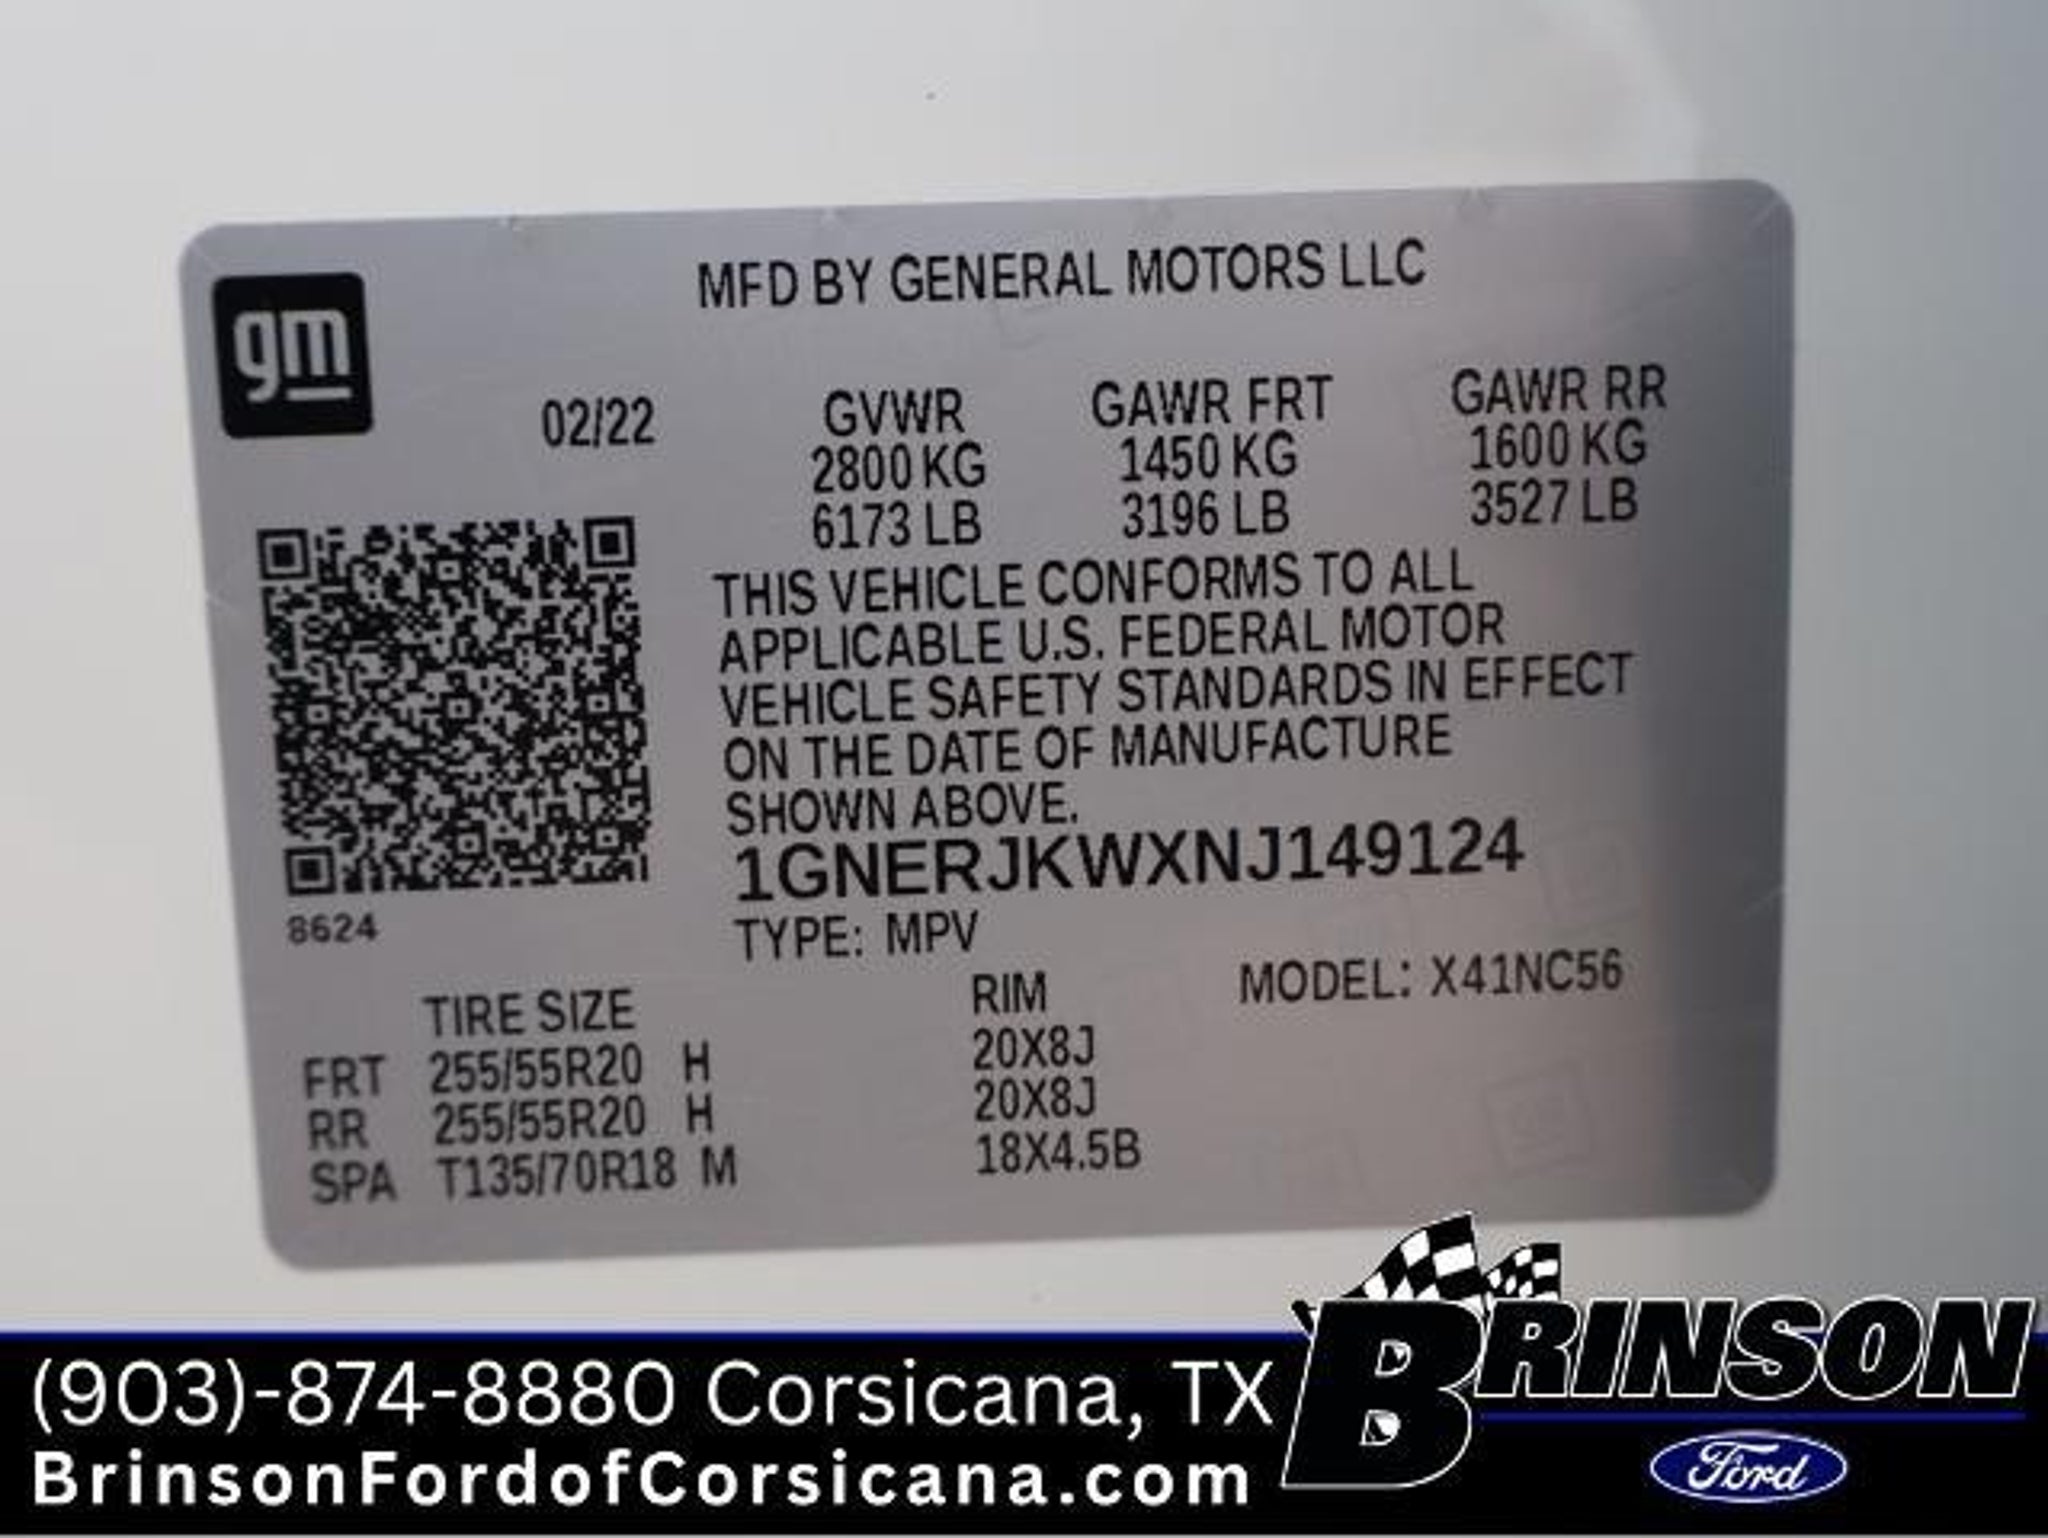 MFD BY GENERAL MOTORS LLC
gm
02/22 GVWR GAWR FRT GAWR RR
2800 KG 1450 KG 1600 KG
6173 LB 3196 LB 3527 LB
THIS VEHICLE CONFORMS TO ALL
APPLICABLE U.S. FEDERAL MOTOR
VEHICLE SAFETY STANDARDS IN EFFECT
ON THE DATE OF MANUFACTURE
SHOWN ABOVE.
1GNERJKWXNJ149124
8624
TYPE: MPV
MODEL: X41NC56
TIRE SIZE RIM
FRT 255/55R20 H 20X8J
RR 255/55R20 H 20X8J
SPA T135/70R18 M 18X4.5B
(903)-874-8880 Corsicana, TX
BrinsonFordofCorsicana.com
BRINSON
Ford